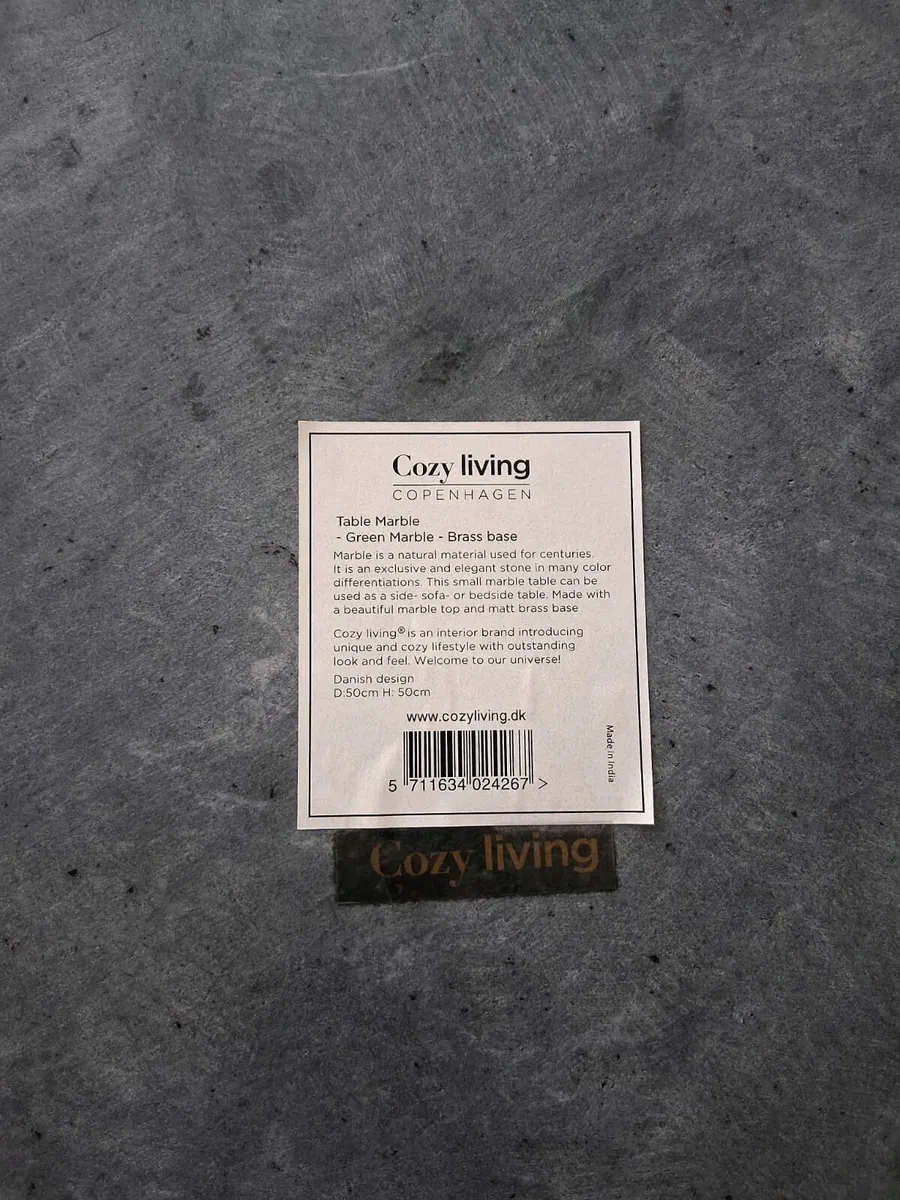 Cozy living
COPENHAGEN
Table Marble
- Green Marble - Brass base
Marble is a natural material used for centuries.
It is an exclusive and elegant stone in many color
differentiations. This small marble table can be
used as a side- sofa- or bedside table. Made with
a beautiful marble top and matt brass base
Cozy living® is an interior brand introducing
unique and cozy lifestyle with outstanding
look and feel. Welcome to our universe!
Danish design
D:50cm H: 50cm
www.cozyliving.dk
Made in India
5 711634 024267 >
Cozy living